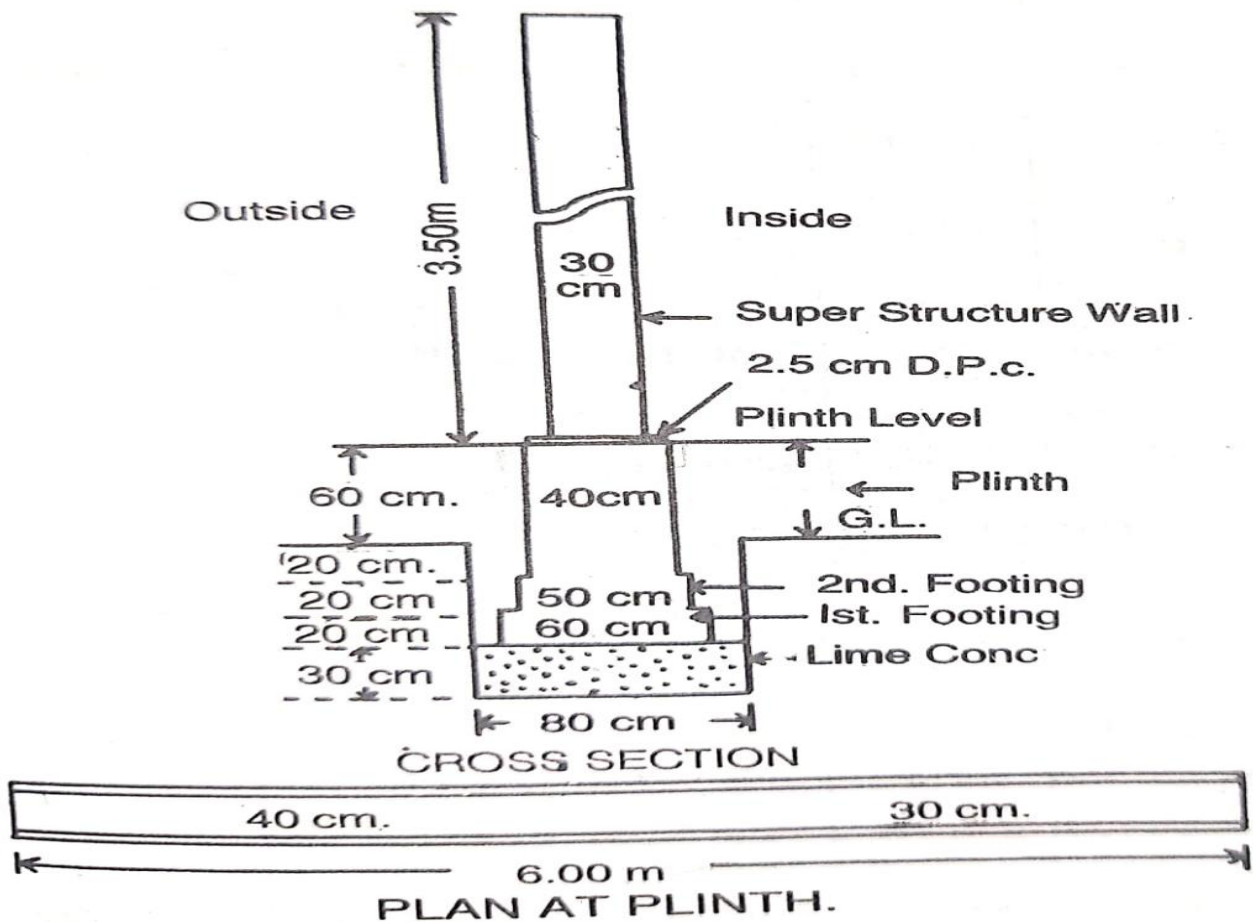 3.50m
Outside
Inside
30
cm
Super Structure Wall
2.5 cm D.P.c.
Plinth Level
60 cm.
40cm
Plinth
G.L.
20 cm.
20 cm
50 cm
2nd. Footing
20 cm
60 cm
Ist. Footing
30 cm
Lime Conc
80 cm
CROSS SECTION
40 cm.
30 cm.
6.00 m
PLAN AT PLINTH.